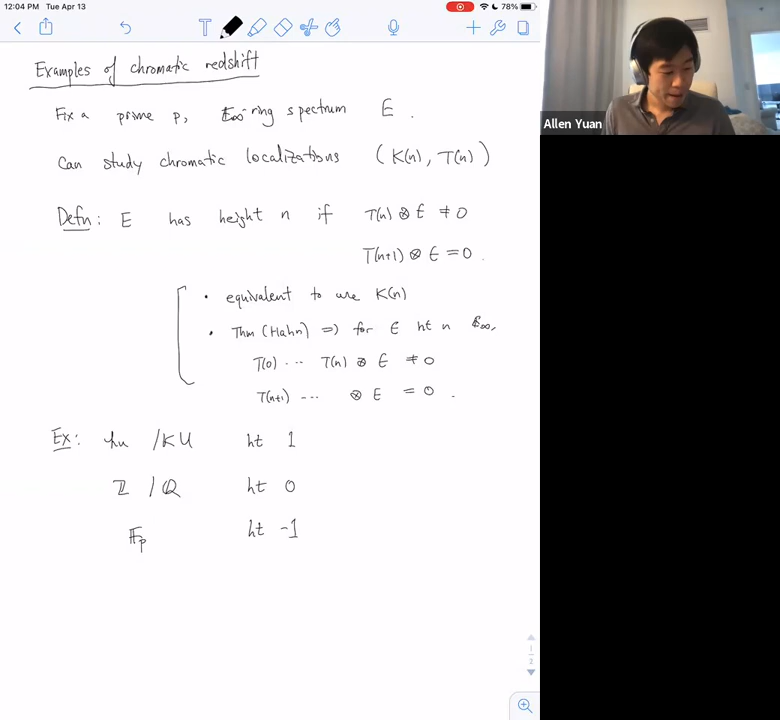 12:04 PM Tue Apr 13
78%
Examples of chromatic redshift
Fix a prime p, E∞-ring spectrum E.
Can study chromatic localizations (K(n), T(n))
Defn: E has height n if T(n) ⊗ E ≠ 0
T(n+1) ⊗ E = 0.
• equivalent to use K(n)
• Thm (Hahn) => for E ht n E∞,
T(0) ... T(n) ⊗ E ≠ 0
T(n+1) ... ⊗ E = 0.
Ex: ku / KU ht 1
ℤ / ℚ ht 0
𝔽p ht -1
Allen Yuan